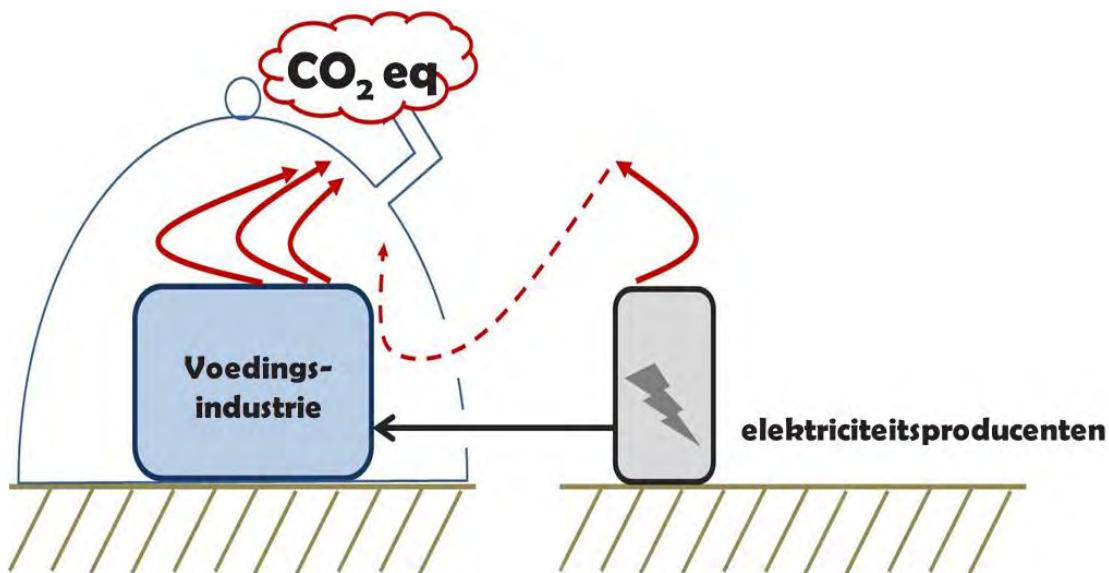 CO₂ eq
Voedings-
industrie
elektriciteitsproducenten